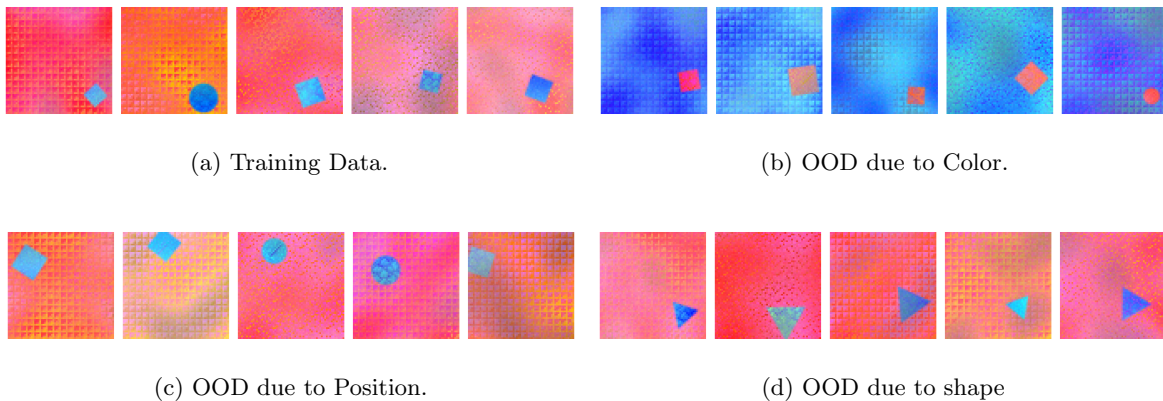 (a) Training Data.
(b) OOD due to Color.
(c) OOD due to Position.
(d) OOD due to shape